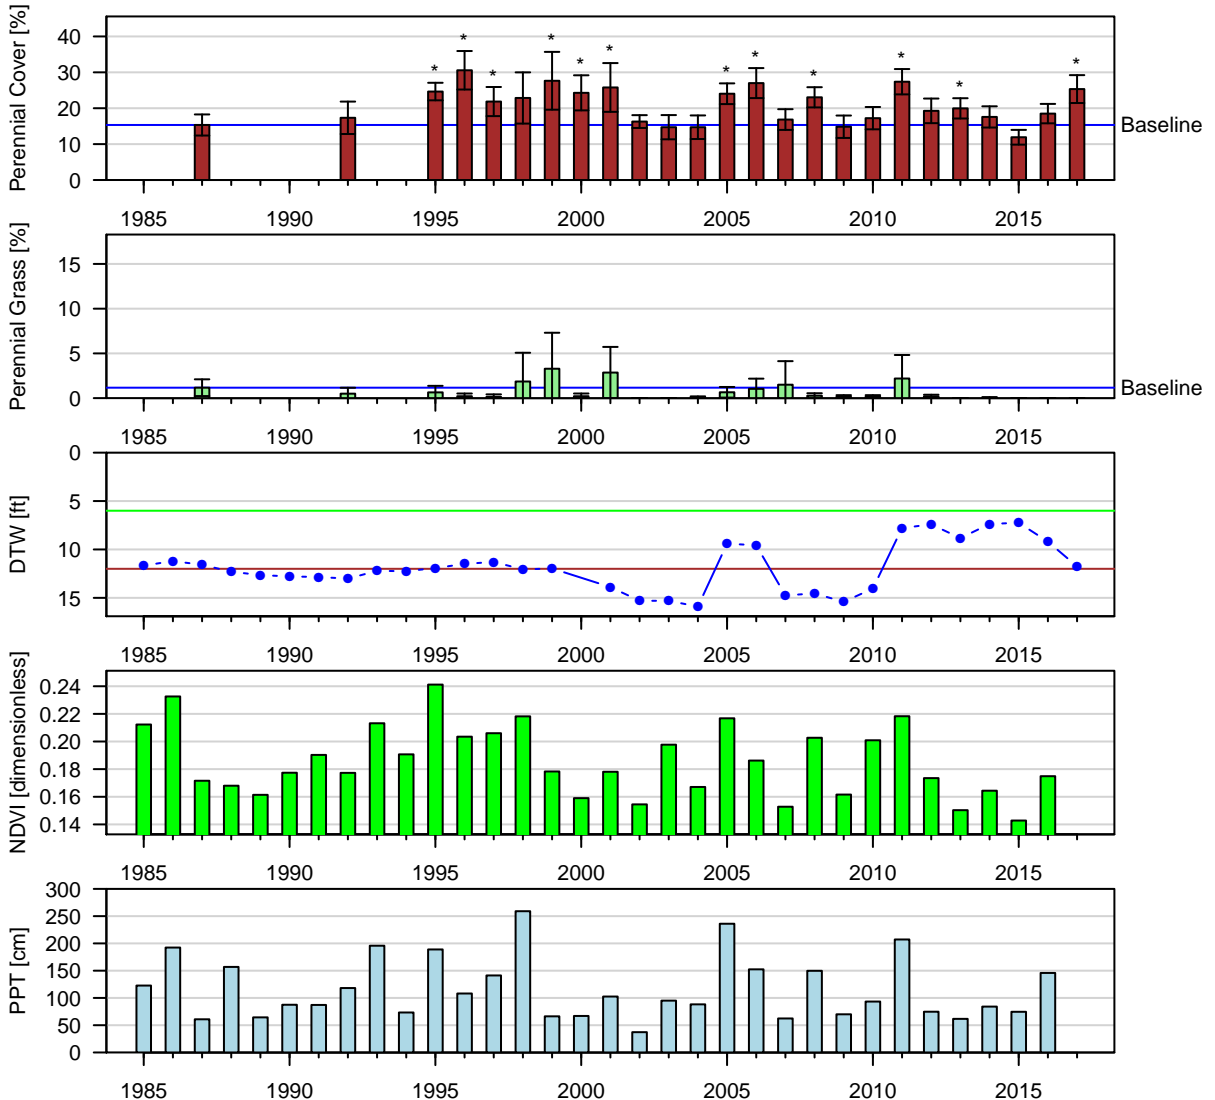 Perennial Cover [%]
40
30
20
10
0
* * * * * * * * * * * *
Baseline
1985 1990 1995 2000 2005 2010 2015
Perennial Grass [%]
15
10
5
0
Baseline
1985 1990 1995 2000 2005 2010 2015
DTW [ft]
0
5
10
15
1985 1990 1995 2000 2005 2010 2015
NDVI [dimensionless]
0.24
0.22
0.20
0.18
0.16
0.14
1985 1990 1995 2000 2005 2010 2015
PPT [cm]
300
250
200
150
100
50
0
1985 1990 1995 2000 2005 2010 2015